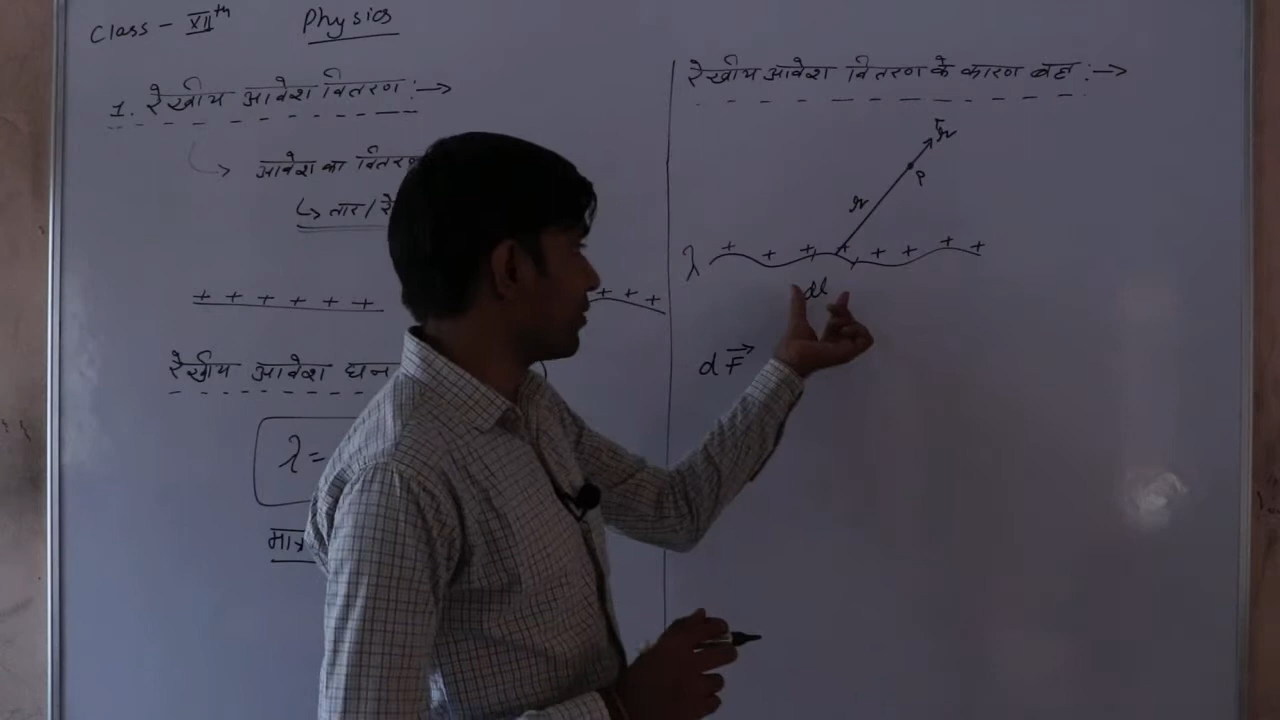 Class - XIIth Physics
1. रेखीय आवेश वितरण :→
आवेश का वितरण
↳ तार/रे
+ + + + + +
+ + +
रेखीय आवेश घन
λ =
मात्र
रेखीय आवेश वितरण के कारण बल :→
r̂
P
r
λ + + + + + + + +
dl
dF⃗